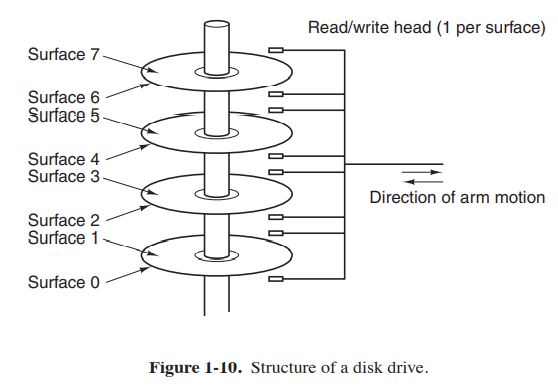 Read/write head (1 per surface)
Surface 7
Surface 6
Surface 5
Surface 4
Surface 3
Direction of arm motion
Surface 2
Surface 1
Surface 0
Figure 1-10. Structure of a disk drive.